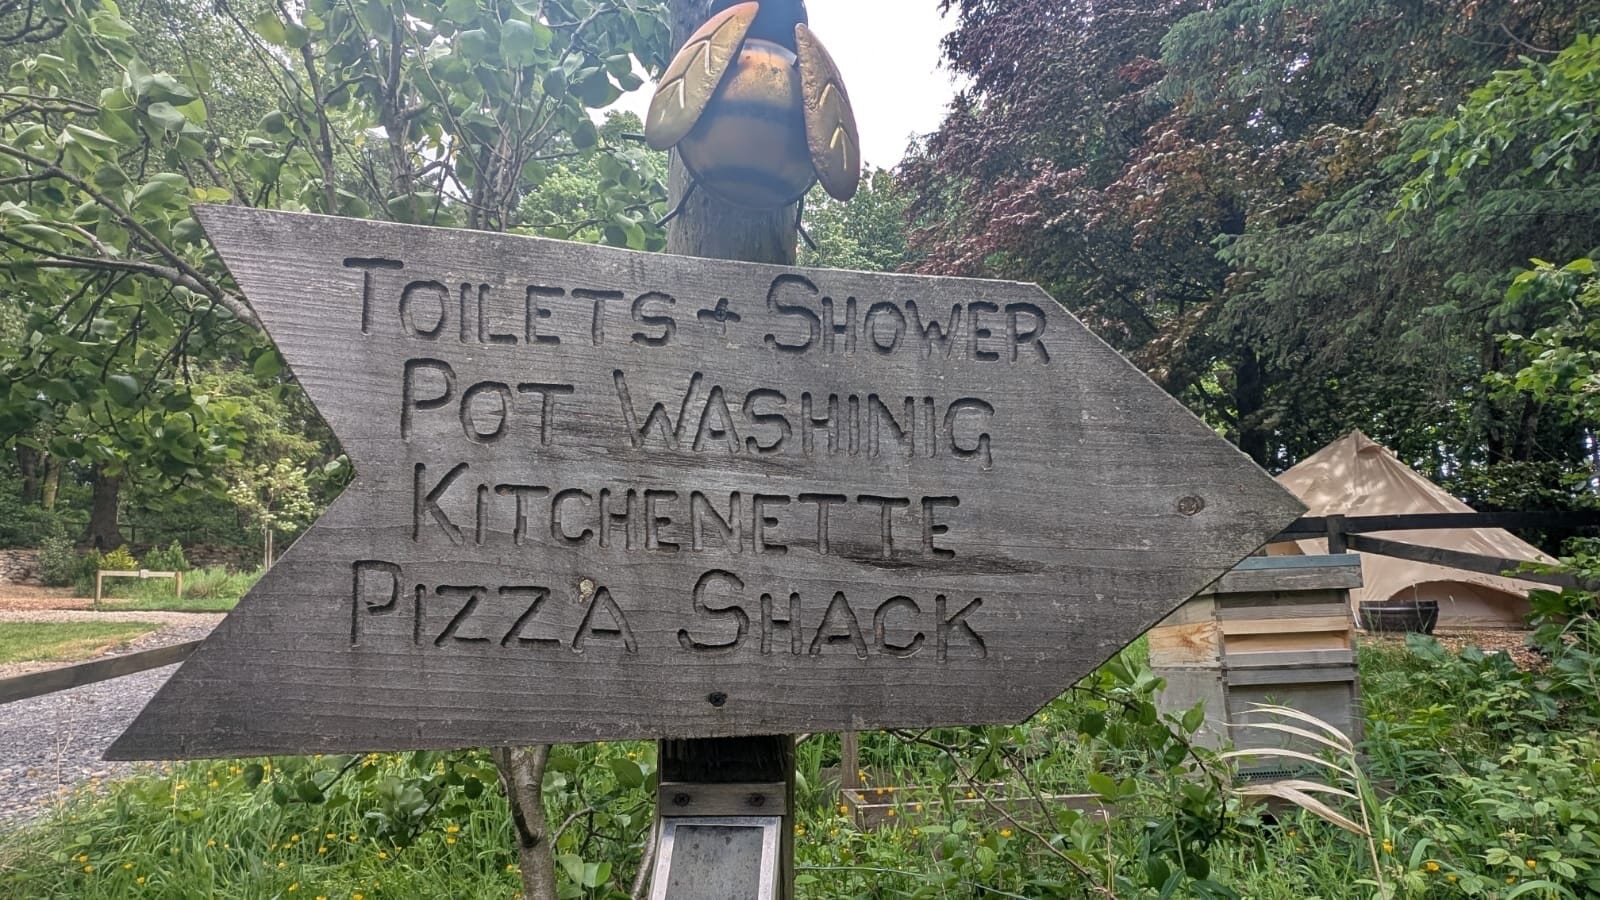 TOILETS + SHOWER
POT WASHINIG
KITCHENETTE
PIZZA SHACK